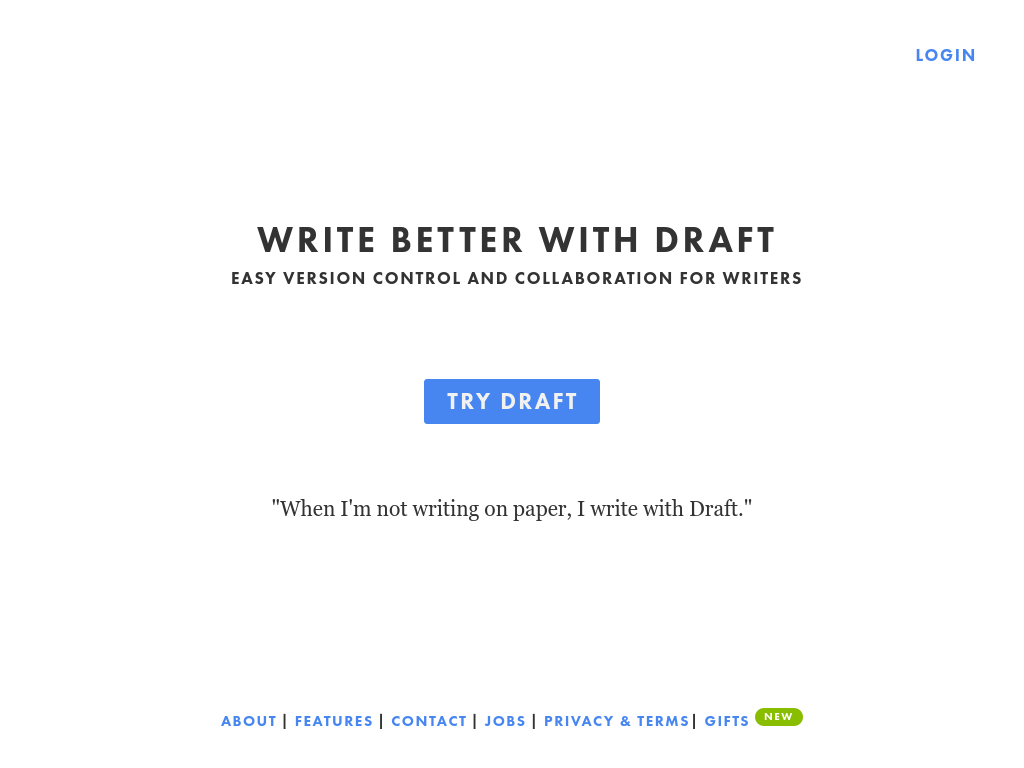 LOGIN
WRITE BETTER WITH DRAFT
EASY VERSION CONTROL AND COLLABORATION FOR WRITERS
TRY DRAFT
"When I'm not writing on paper, I write with Draft."
ABOUT | FEATURES | CONTACT | JOBS | PRIVACY & TERMS | GIFTS NEW